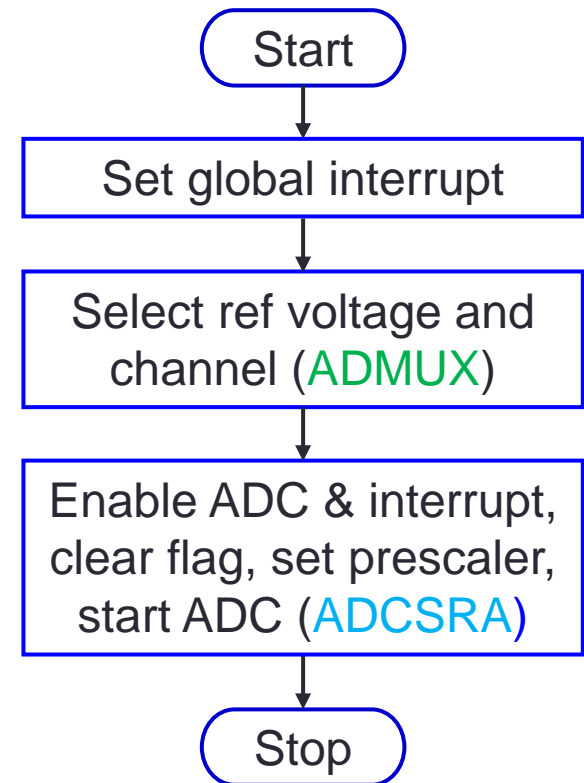 Start
Set global interrupt
Select ref voltage and
channel (ADMUX)
Enable ADC & interrupt,
clear flag, set prescaler,
start ADC (ADCSRA)
Stop